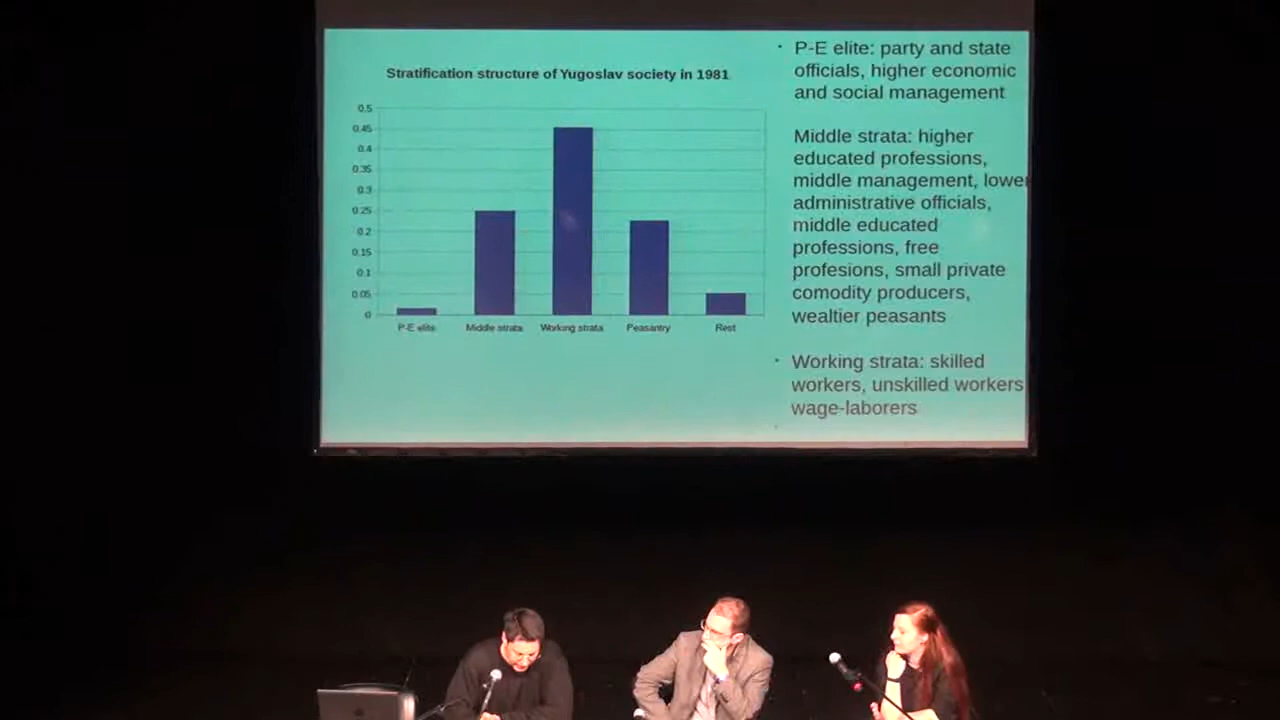 Stratification structure of Yugoslav society in 1981
0.5
0.45
0.4
0.35
0.3
0.25
0.2
0.15
0.1
0.05
0
P-E elite
Middle strata
Working strata
Peasantry
Rest
· P-E elite: party and state
officials, higher economic
and social management
Middle strata: higher
educated professions,
middle management, lower
administrative officials,
middle educated
professions, free
profesions, small private
comodity producers,
wealtier peasants
· Working strata: skilled
workers, unskilled workers
wage-laborers